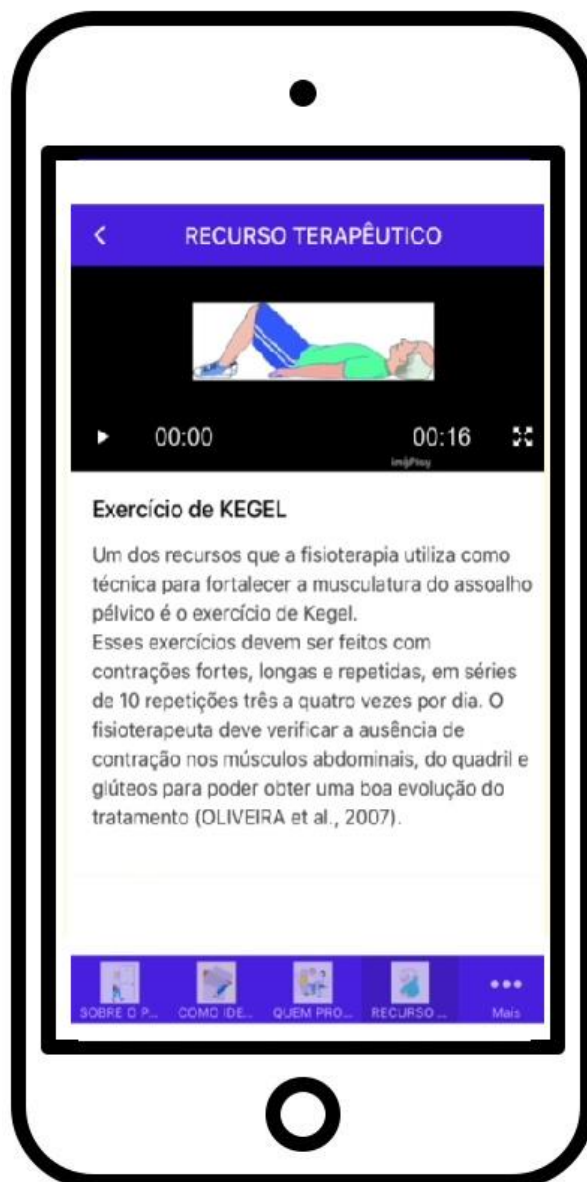 RECURSO TERAPÊUTICO
00:00
00:16
imgPlay
Exercício de KEGEL
Um dos recursos que a fisioterapia utiliza como
técnica para fortalecer a musculatura do assoalho
pélvico é o exercício de Kegel.
Esses exercícios devem ser feitos com
contrações fortes, longas e repetidas, em séries
de 10 repetições três a quatro vezes por dia. O
fisioterapeuta deve verificar a ausência de
contração nos músculos abdominais, do quadril e
glúteos para poder obter uma boa evolução do
tratamento (OLIVEIRA et al., 2007).
SOBRE O P...
COMO IDE...
QUEM PRO...
RECURSO ...
Mais